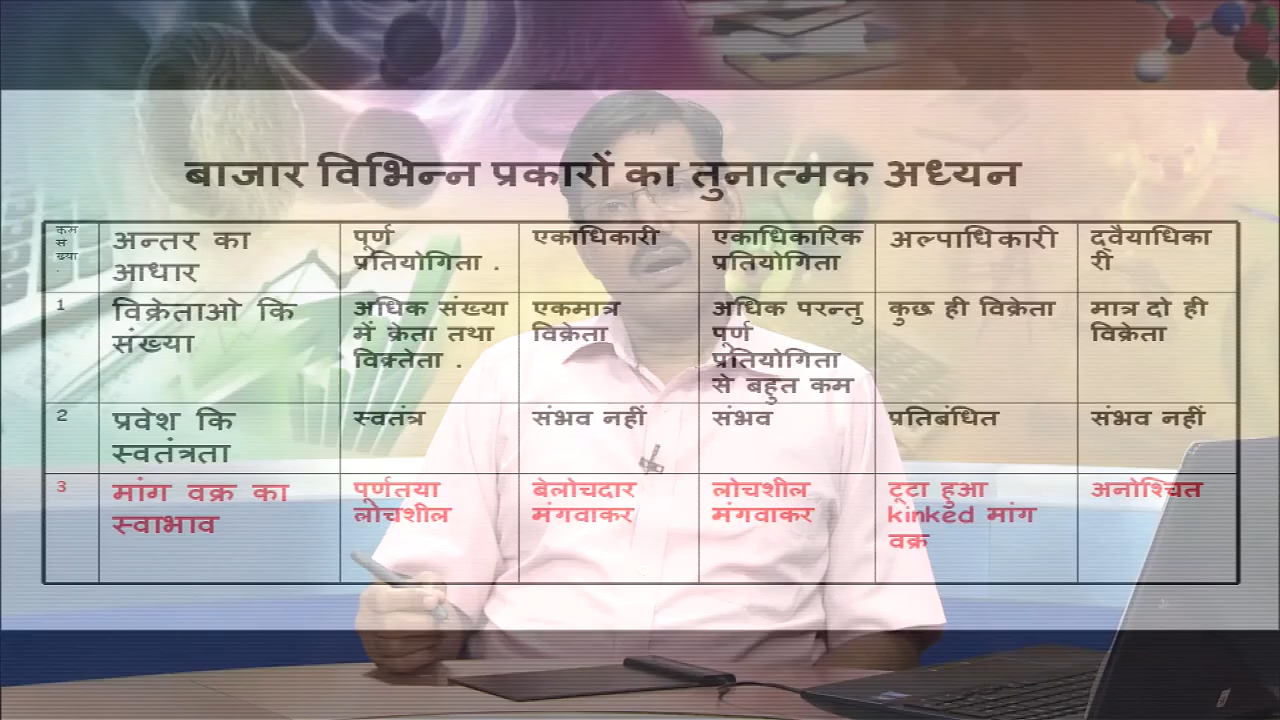 बाजार विभिन्न प्रकारों का तुनात्मक अध्यन
कम स ख्या . अन्तर का आधार पूर्ण प्रतियोगिता . एकाधिकारी एकाधिकारिक प्रतियोगिता अल्पाधिकारी दवैयाधिका री
1 विक्रेताओ कि संख्या अधिक संख्या में क्रेता तथा विक्तेता . एकमात्र विक्रेता अधिक परन्तु पूर्ण प्रतियोगिता से बहुत कम कुछ ही विक्रेता मात्र दो ही विक्रेता
2 प्रवेश कि स्वतंत्रता स्वतंत्र संभव नहीं संभव प्रतिबंधित संभव नहीं
3 मांग वक्र का स्वाभाव पूर्णतया लोचशील बेलोचदार मंगवाकर लोचशील मंगवाकर टूटा हुआ kinked मांग वक्र अनोश्चित